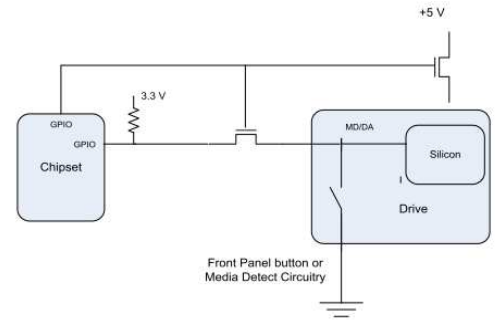 +5 V
3.3 V
GPIO
GPIO
Chipset
MD/DA
Silicon
I
Drive
Front Panel button or
Media Detect Circuitry